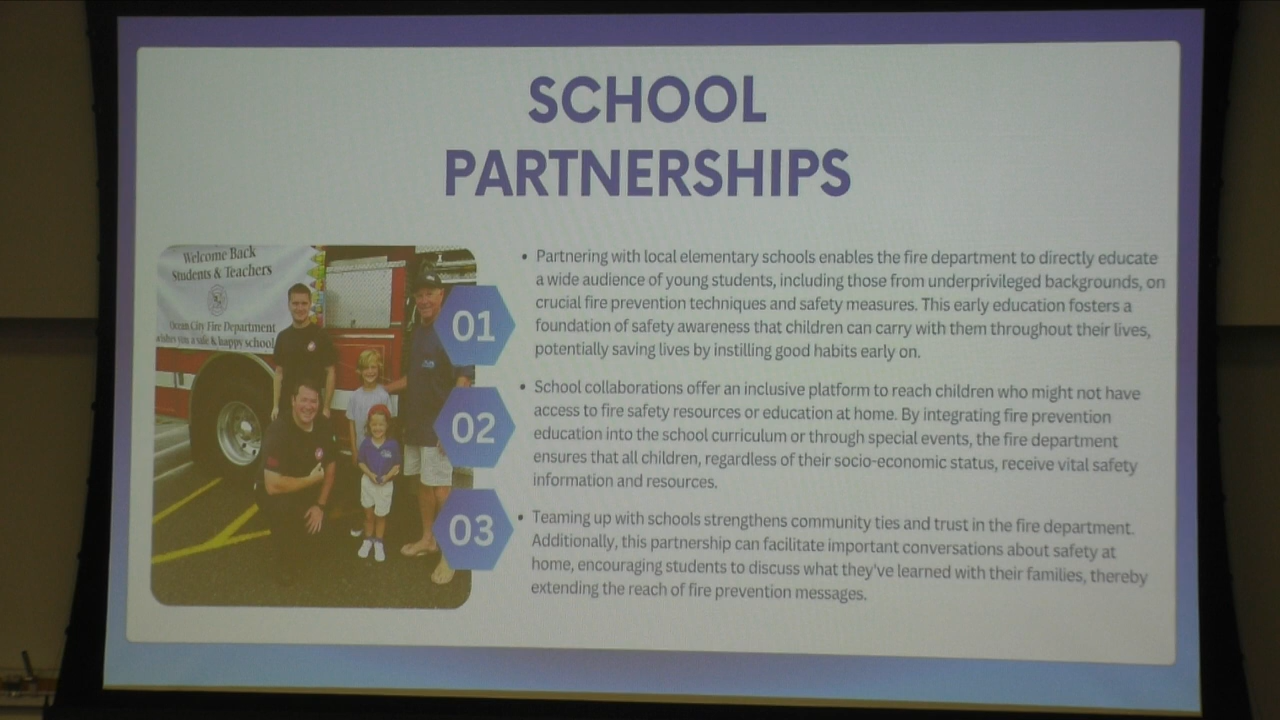 SCHOOL
PARTNERSHIPS
Welcome Back
Students & Teachers
Ocean City Fire Department
wishes you a safe & happy school
01
• Partnering with local elementary schools enables the fire department to directly educate
a wide audience of young students, including those from underprivileged backgrounds, on
crucial fire prevention techniques and safety measures. This early education fosters a
foundation of safety awareness that children can carry with them throughout their lives,
potentially saving lives by instilling good habits early on.
02
• School collaborations offer an inclusive platform to reach children who might not have
access to fire safety resources or education at home. By integrating fire prevention
education into the school curriculum or through special events, the fire department
ensures that all children, regardless of their socio-economic status, receive vital safety
information and resources.
03
• Teaming up with schools strengthens community ties and trust in the fire department.
Additionally, this partnership can facilitate important conversations about safety at
home, encouraging students to discuss what they've learned with their families, thereby
extending the reach of fire prevention messages.